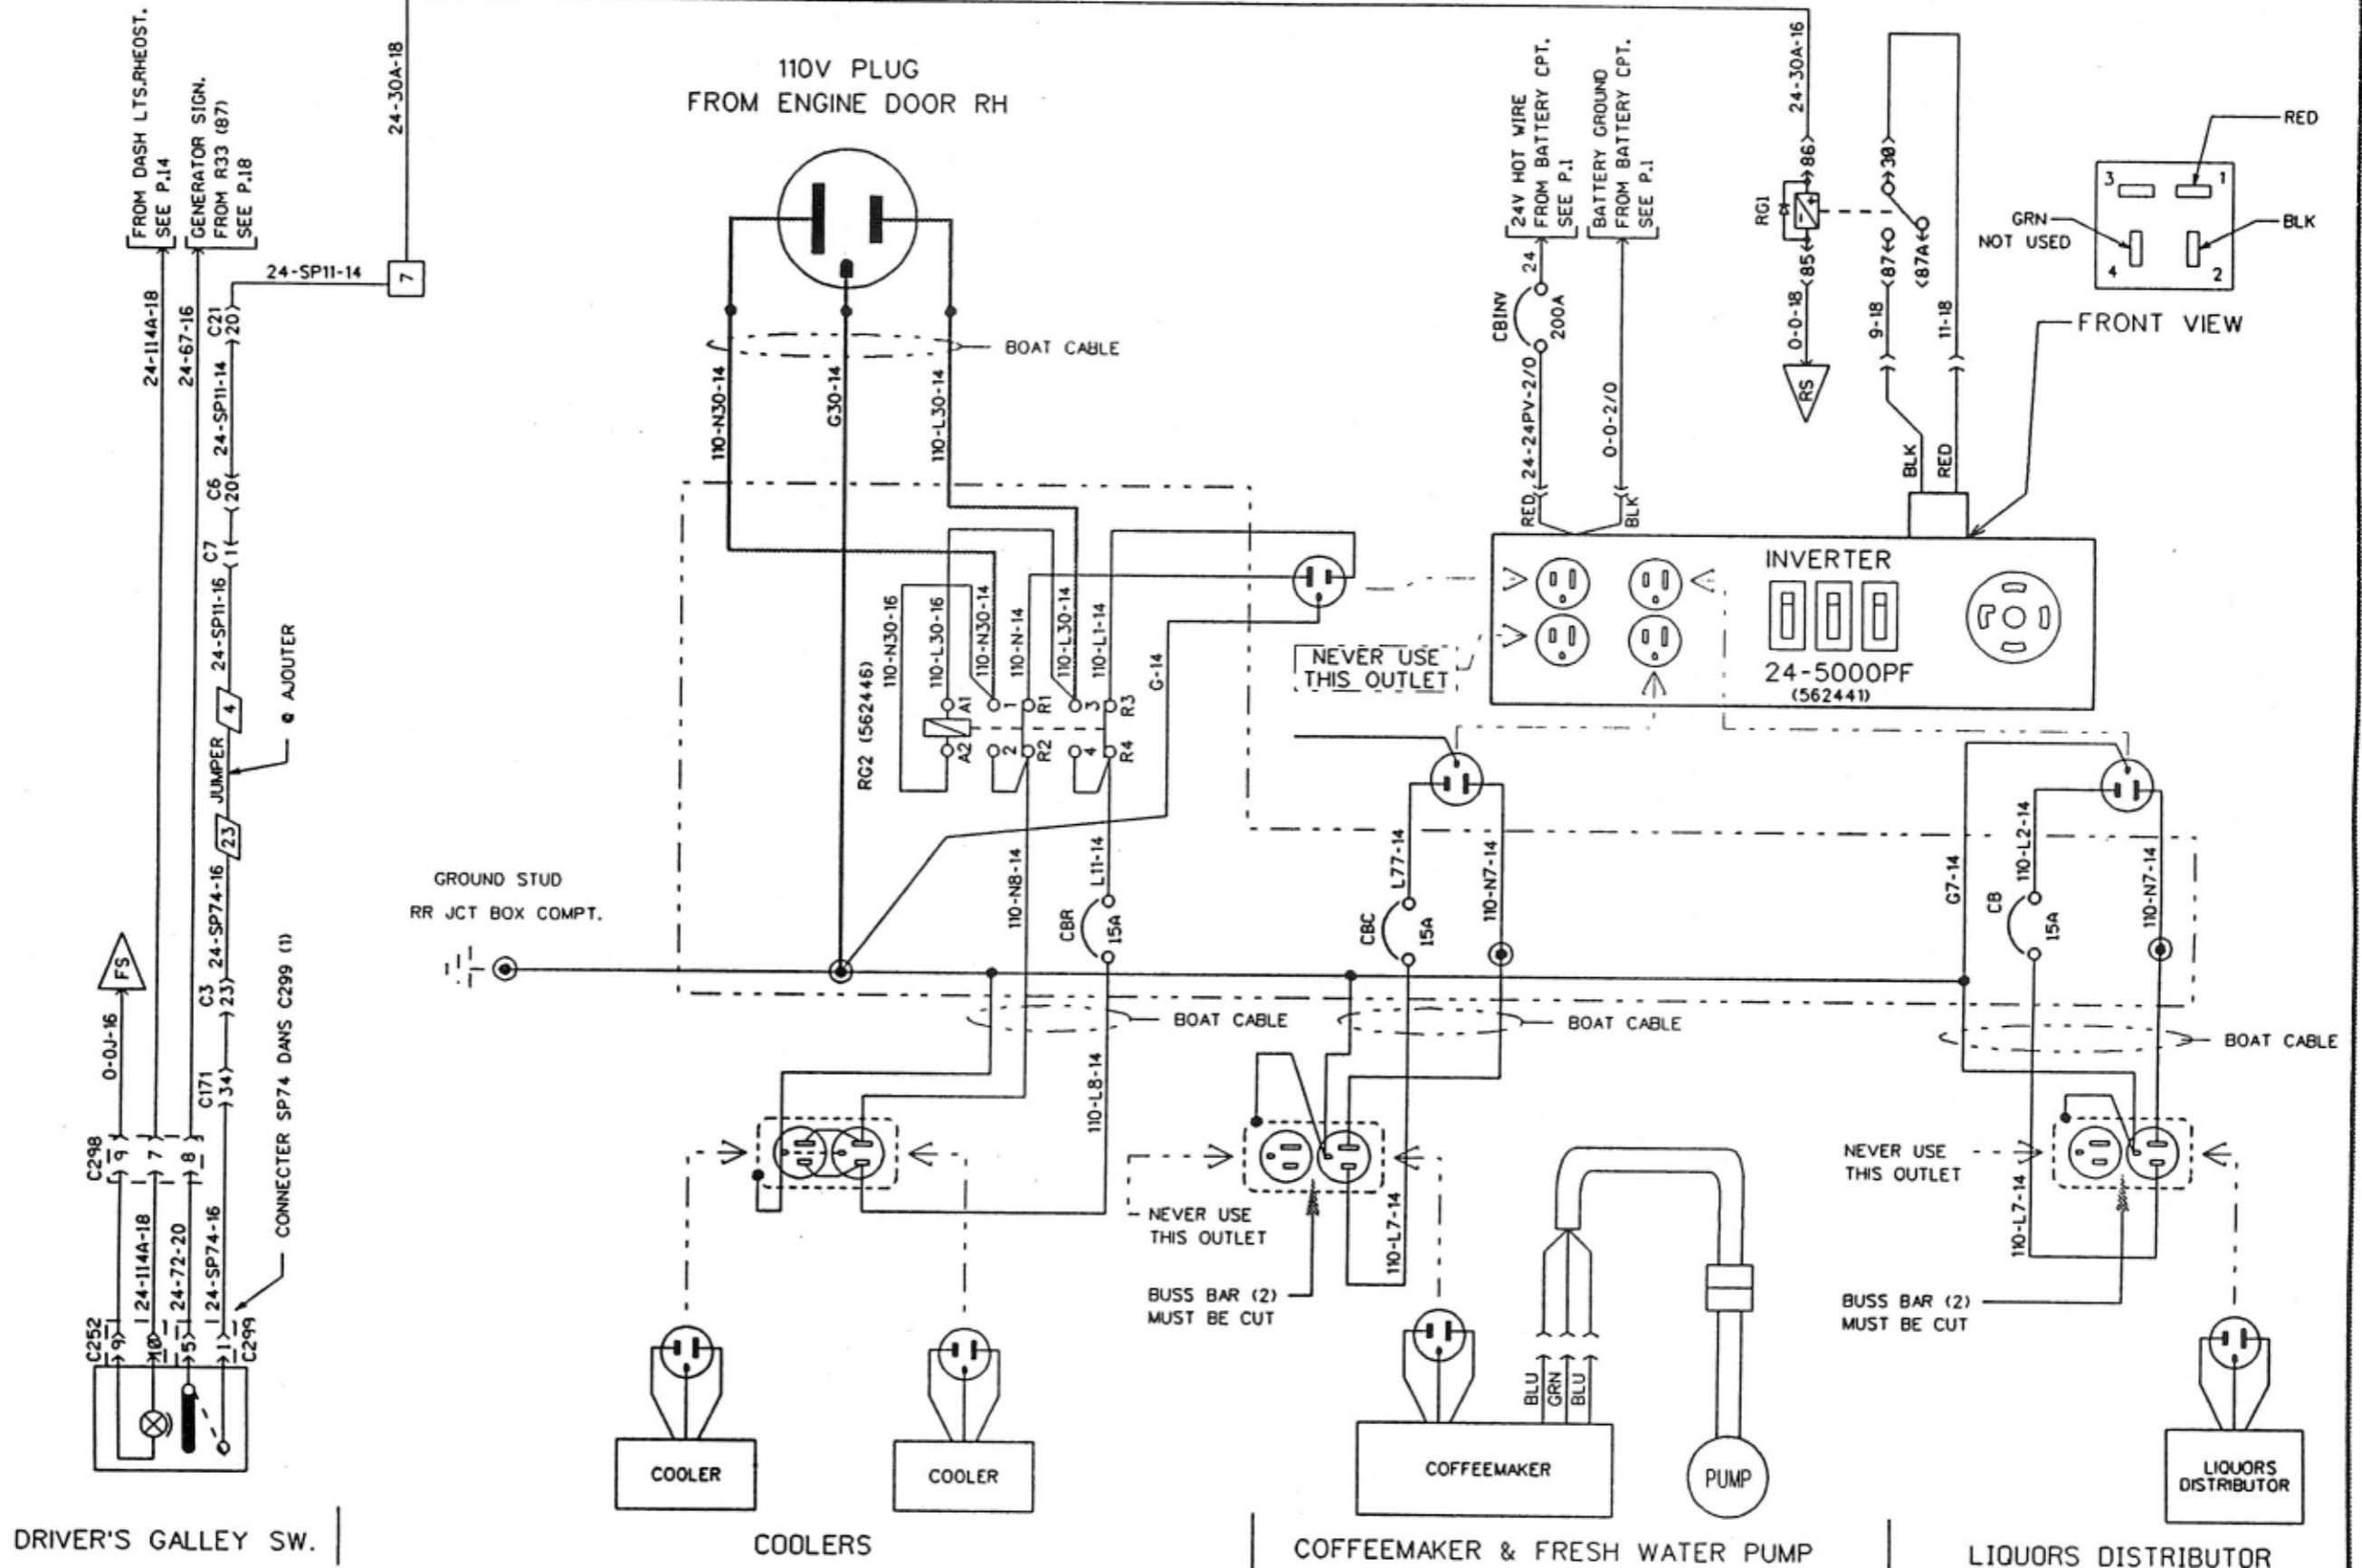 FROM DASH LTS.RHEOST.
SEE P.14
GENERATOR SIGN.
FROM R33 (87)
SEE P.18
24-114A-18
24-67-16
24-SP11-14
7
24-30A-18
C21
20
24-SP11-14
C6
20
C7
1
24-SP11-16
4
JUMPER
@ AJOUTER
23
24-SP74-16
C3
23
C171
34
CONNECTER SP74 DANS C299 (1)
FS
0-0J-16
C298
9
7
8
24-114A-18
24-72-20
24-SP74-16
C252
9
10
5
1
C299
DRIVER'S GALLEY SW.
110V PLUG
FROM ENGINE DOOR RH
BOAT CABLE
110-N30-14
G30-14
110-L30-14
110-N30-16
110-L30-16
110-N30-14
110-N-14
110-L30-14
110-L1-14
G-14
RG2 (562446)
A1
1
R1
3
R3
A2
2
R2
4
R4
GROUND STUD
RR JCT BOX COMPT.
110-N8-14
L11-14
CBR
15A
BOAT CABLE
110-L8-14
COOLER
COOLER
COOLERS
24V HOT WIRE
FROM BATTERY CPT.
SEE P.1
BATTERY GROUND
FROM BATTERY CPT.
SEE P.1
24
CBINV
200A
24-24PV-2/0
RED
0-0-2/0
BLK
24-30A-16
86
RG1
85
0-0-18
RS
30
87
87A
9-18
11-18
BLK
RED
3
1
4
2
RED
BLK
GRN
NOT USED
FRONT VIEW
INVERTER
24-5000PF
(562441)
NEVER USE
THIS OUTLET
L77-14
110-N7-14
CBC
15A
BOAT CABLE
NEVER USE
THIS OUTLET
BUSS BAR (2)
MUST BE CUT
110-L7-14
BLU
GRN
BLU
COFFEEMAKER
PUMP
COFFEEMAKER & FRESH WATER PUMP
G7-14
110-L2-14
110-N7-14
CB
15A
BOAT CABLE
NEVER USE
THIS OUTLET
110-L7-14
BUSS BAR (2)
MUST BE CUT
LIQUORS
DISTRIBUTOR
LIQUORS DISTRIBUTOR